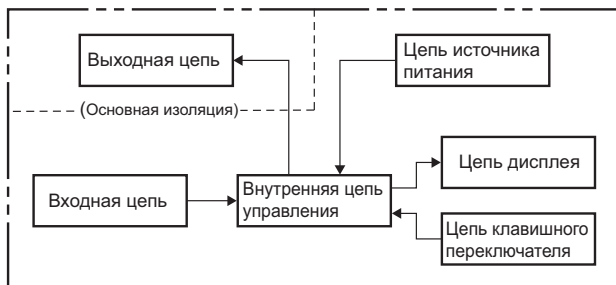 Выходная цепь
Цепь источника
питания
(Основная изоляция)
Входная цепь
Внутренняя цепь
управления
Цепь дисплея
Цепь клавишного
переключателя